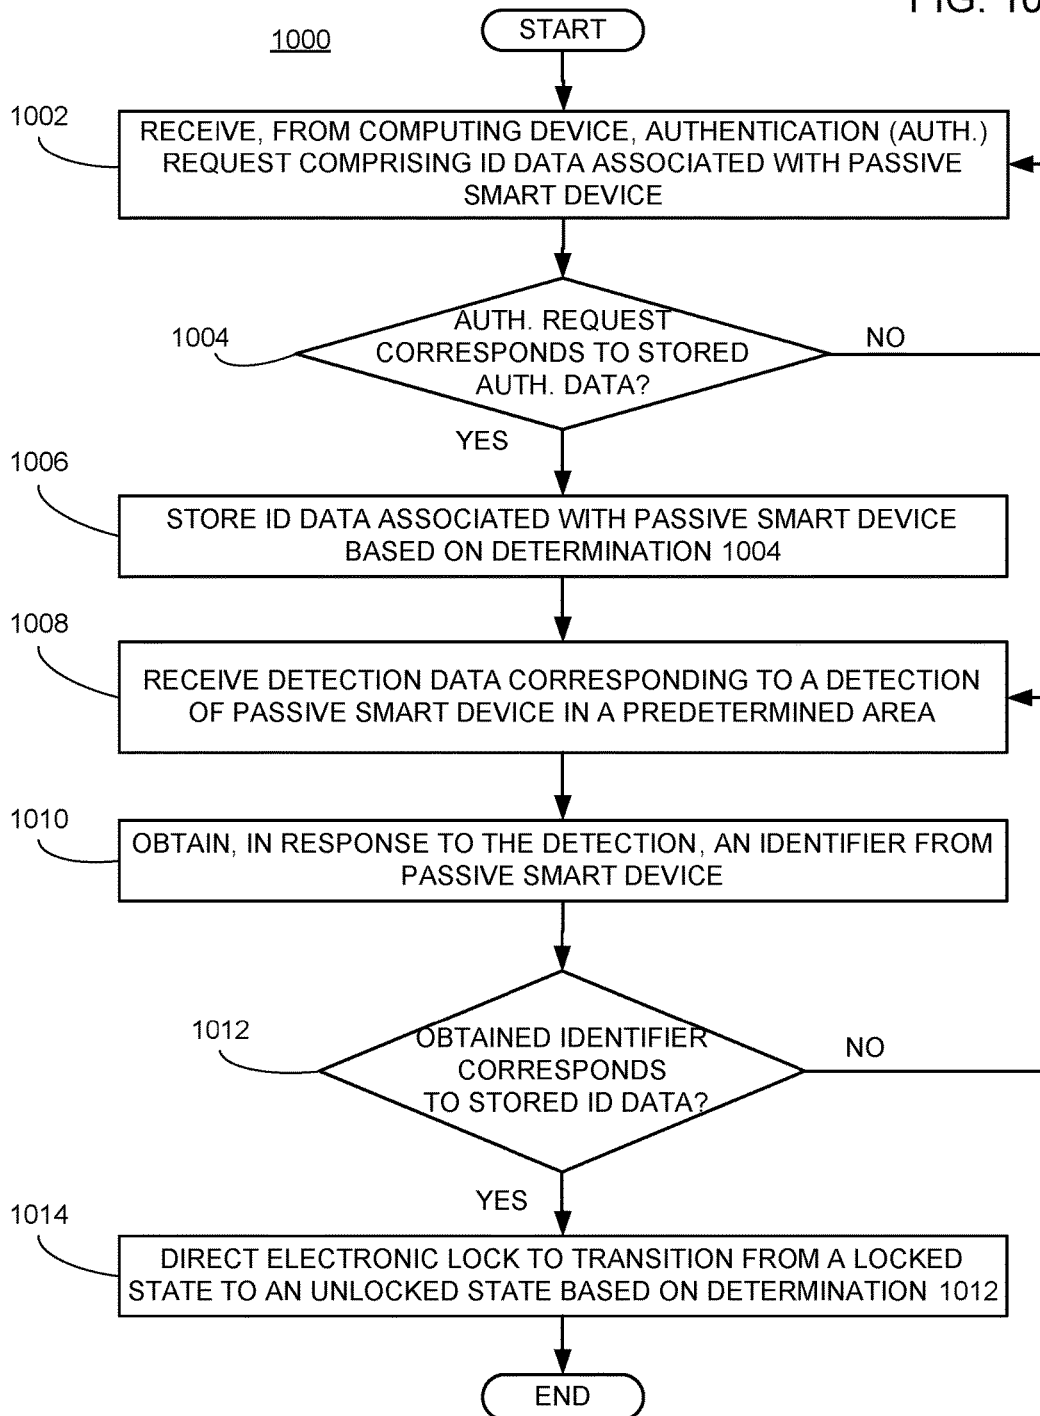 FIG. 10
1000
START
1002
RECEIVE, FROM COMPUTING DEVICE, AUTHENTICATION (AUTH.)
REQUEST COMPRISING ID DATA ASSOCIATED WITH PASSIVE
SMART DEVICE
1004
AUTH. REQUEST
CORRESPONDS TO STORED
AUTH. DATA?
NO
YES
1006
STORE ID DATA ASSOCIATED WITH PASSIVE SMART DEVICE
BASED ON DETERMINATION 1004
1008
RECEIVE DETECTION DATA CORRESPONDING TO A DETECTION
OF PASSIVE SMART DEVICE IN A PREDETERMINED AREA
1010
OBTAIN, IN RESPONSE TO THE DETECTION, AN IDENTIFIER FROM
PASSIVE SMART DEVICE
1012
OBTAINED IDENTIFIER
CORRESPONDS
TO STORED ID DATA?
NO
YES
1014
DIRECT ELECTRONIC LOCK TO TRANSITION FROM A LOCKED
STATE TO AN UNLOCKED STATE BASED ON DETERMINATION 1012
END